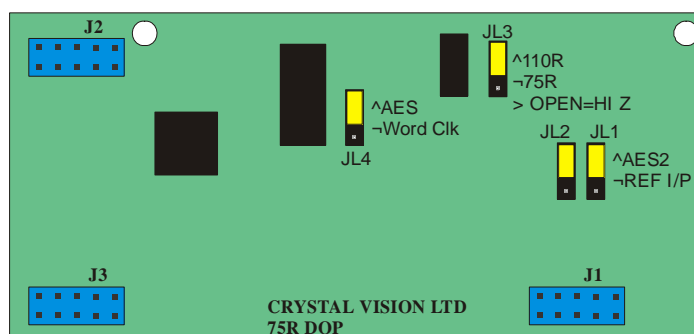 J2
JL3
^110R
¬75R
> OPEN=HI Z
^AES
¬Word Clk
JL4
JL2 JL1
^AES2
¬REF I/P
J3
J1
CRYSTAL VISION LTD
75R DOP